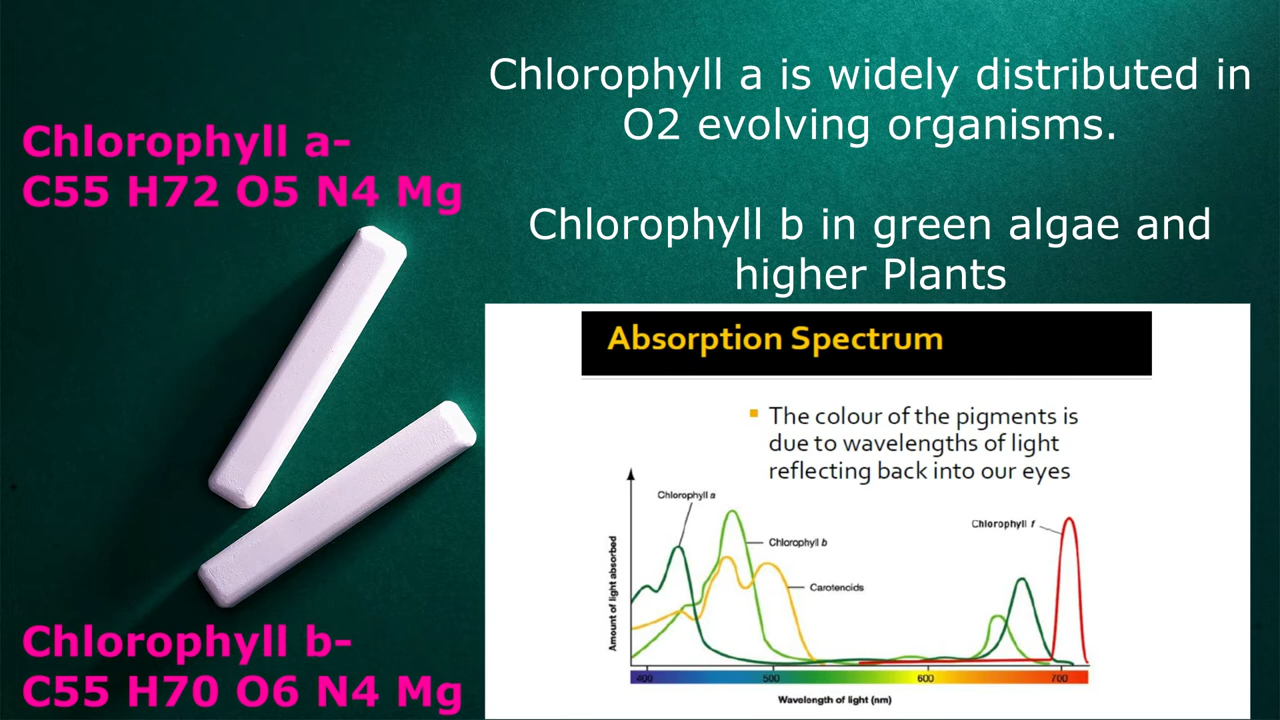 Chlorophyll a is widely distributed in
O2 evolving organisms.
Chlorophyll b in green algae and
higher Plants
Chlorophyll a-
C55 H72 O5 N4 Mg
Chlorophyll b-
C55 H70 O6 N4 Mg
Absorption Spectrum
The colour of the pigments is
due to wavelengths of light
reflecting back into our eyes
Chlorophyll a
Chlorophyll b
Carotenoids
Chlorophyll f
Amount of light absorbed
400 500 600 700
Wavelength of light (nm)